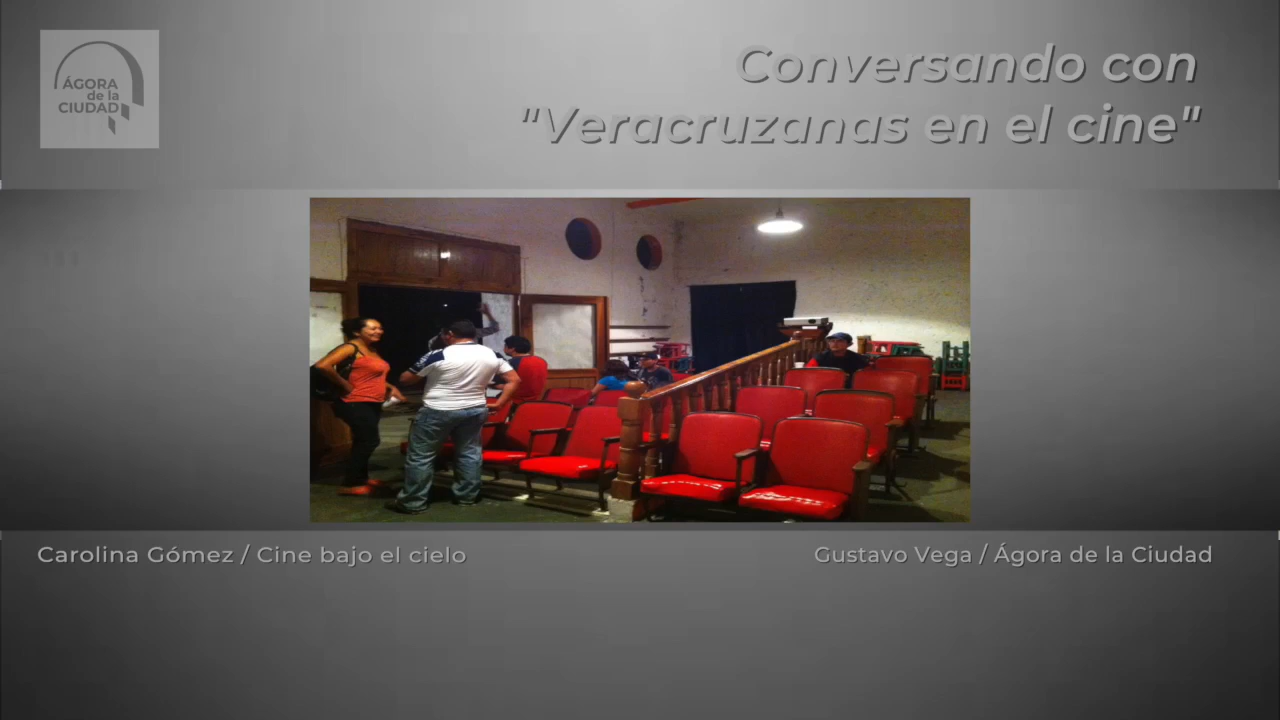 ÁGORA
de la
CIUDAD
Conversando con
"Veracruzanas en el cine"
Carolina Gómez / Cine bajo el cielo
Gustavo Vega / Ágora de la Ciudad